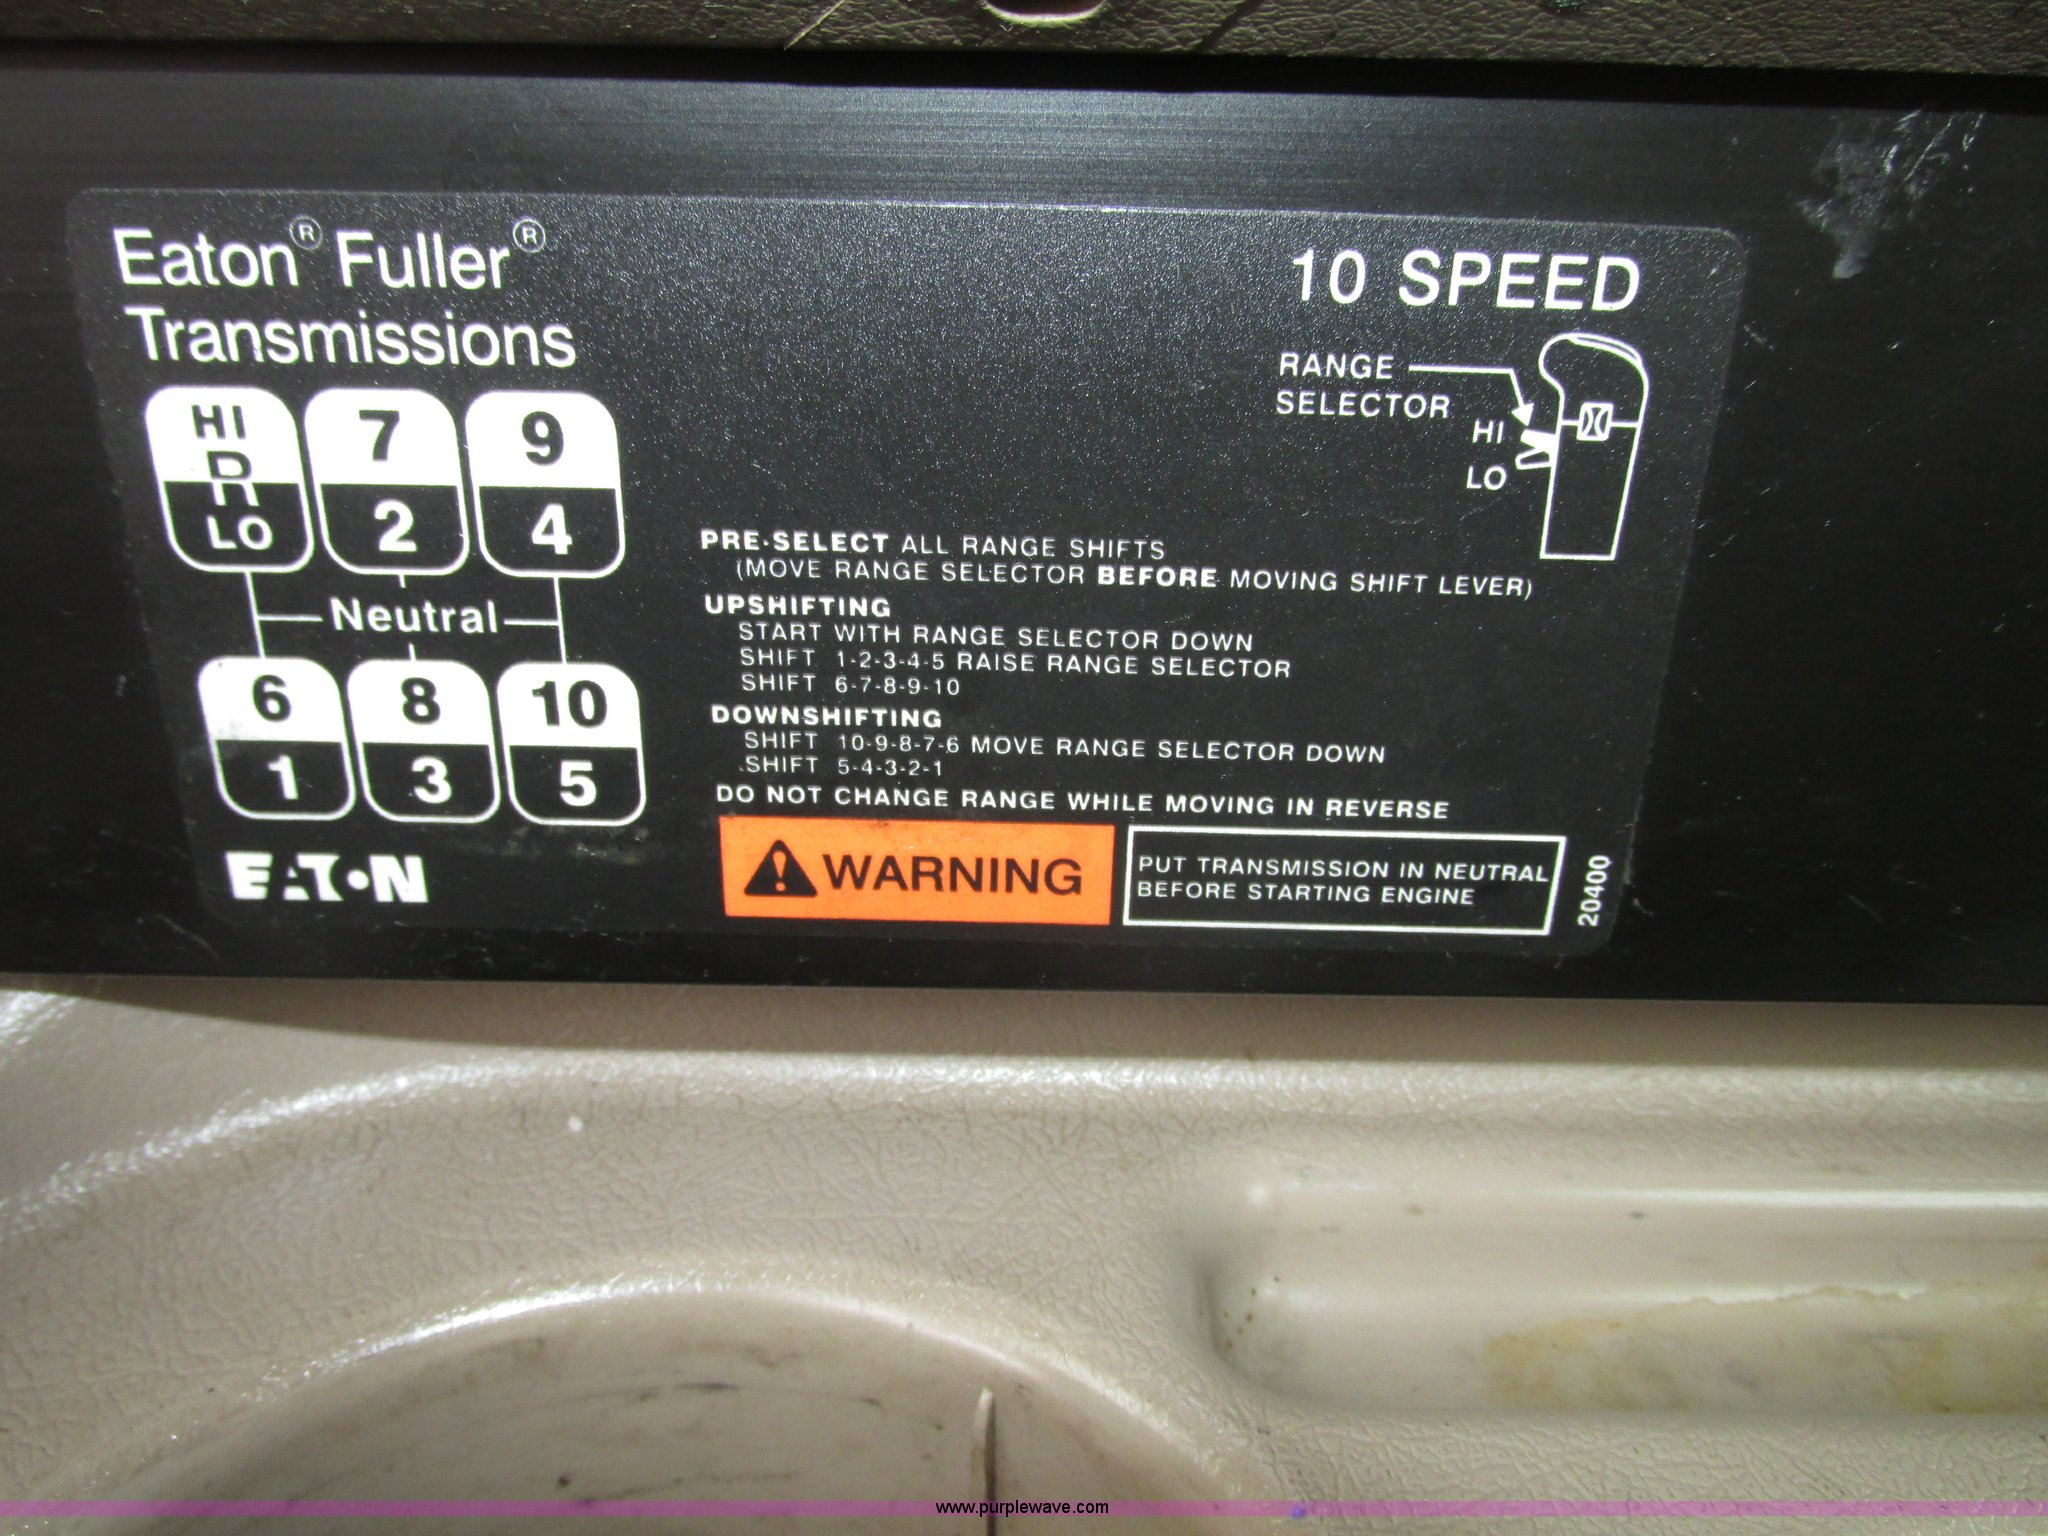 Eaton® Fuller®
Transmissions
10 SPEED
RANGE
SELECTOR
HI
LO
HI
R
LO
7
2
9
4
Neutral
6
1
8
3
10
5
EATON
PRE-SELECT ALL RANGE SHIFTS
(MOVE RANGE SELECTOR BEFORE MOVING SHIFT LEVER)
UPSHIFTING
START WITH RANGE SELECTOR DOWN
SHIFT 1-2-3-4-5 RAISE RANGE SELECTOR
SHIFT 6-7-8-9-10
DOWNSHIFTING
SHIFT 10-9-8-7-6 MOVE RANGE SELECTOR DOWN
SHIFT 5-4-3-2-1
DO NOT CHANGE RANGE WHILE MOVING IN REVERSE
WARNING
PUT TRANSMISSION IN NEUTRAL
BEFORE STARTING ENGINE
20400
www.purplewave.com